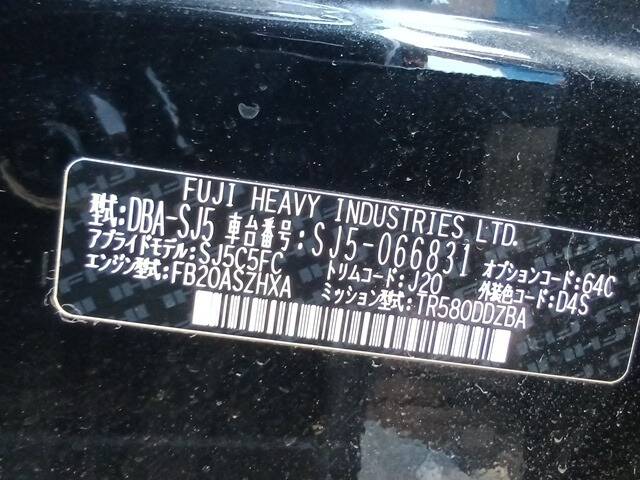 FUJI HEAVY INDUSTRIES LTD.
型式:DBA-SJ5 車台番号:SJ5-066831
アプライドモデル:SJ5C5FC トリムコード:J20 オプションコード:64C
エンジン型式:FB20ASZHXA ミッション型式:TR580DDZBA 外装色コード:D4S